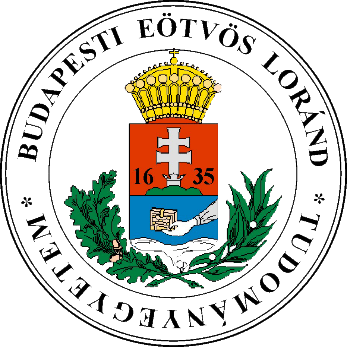 BUDAPESTI EÖTVÖS LORÁND
* TUDOMÁNYEGYETEM *
16 35